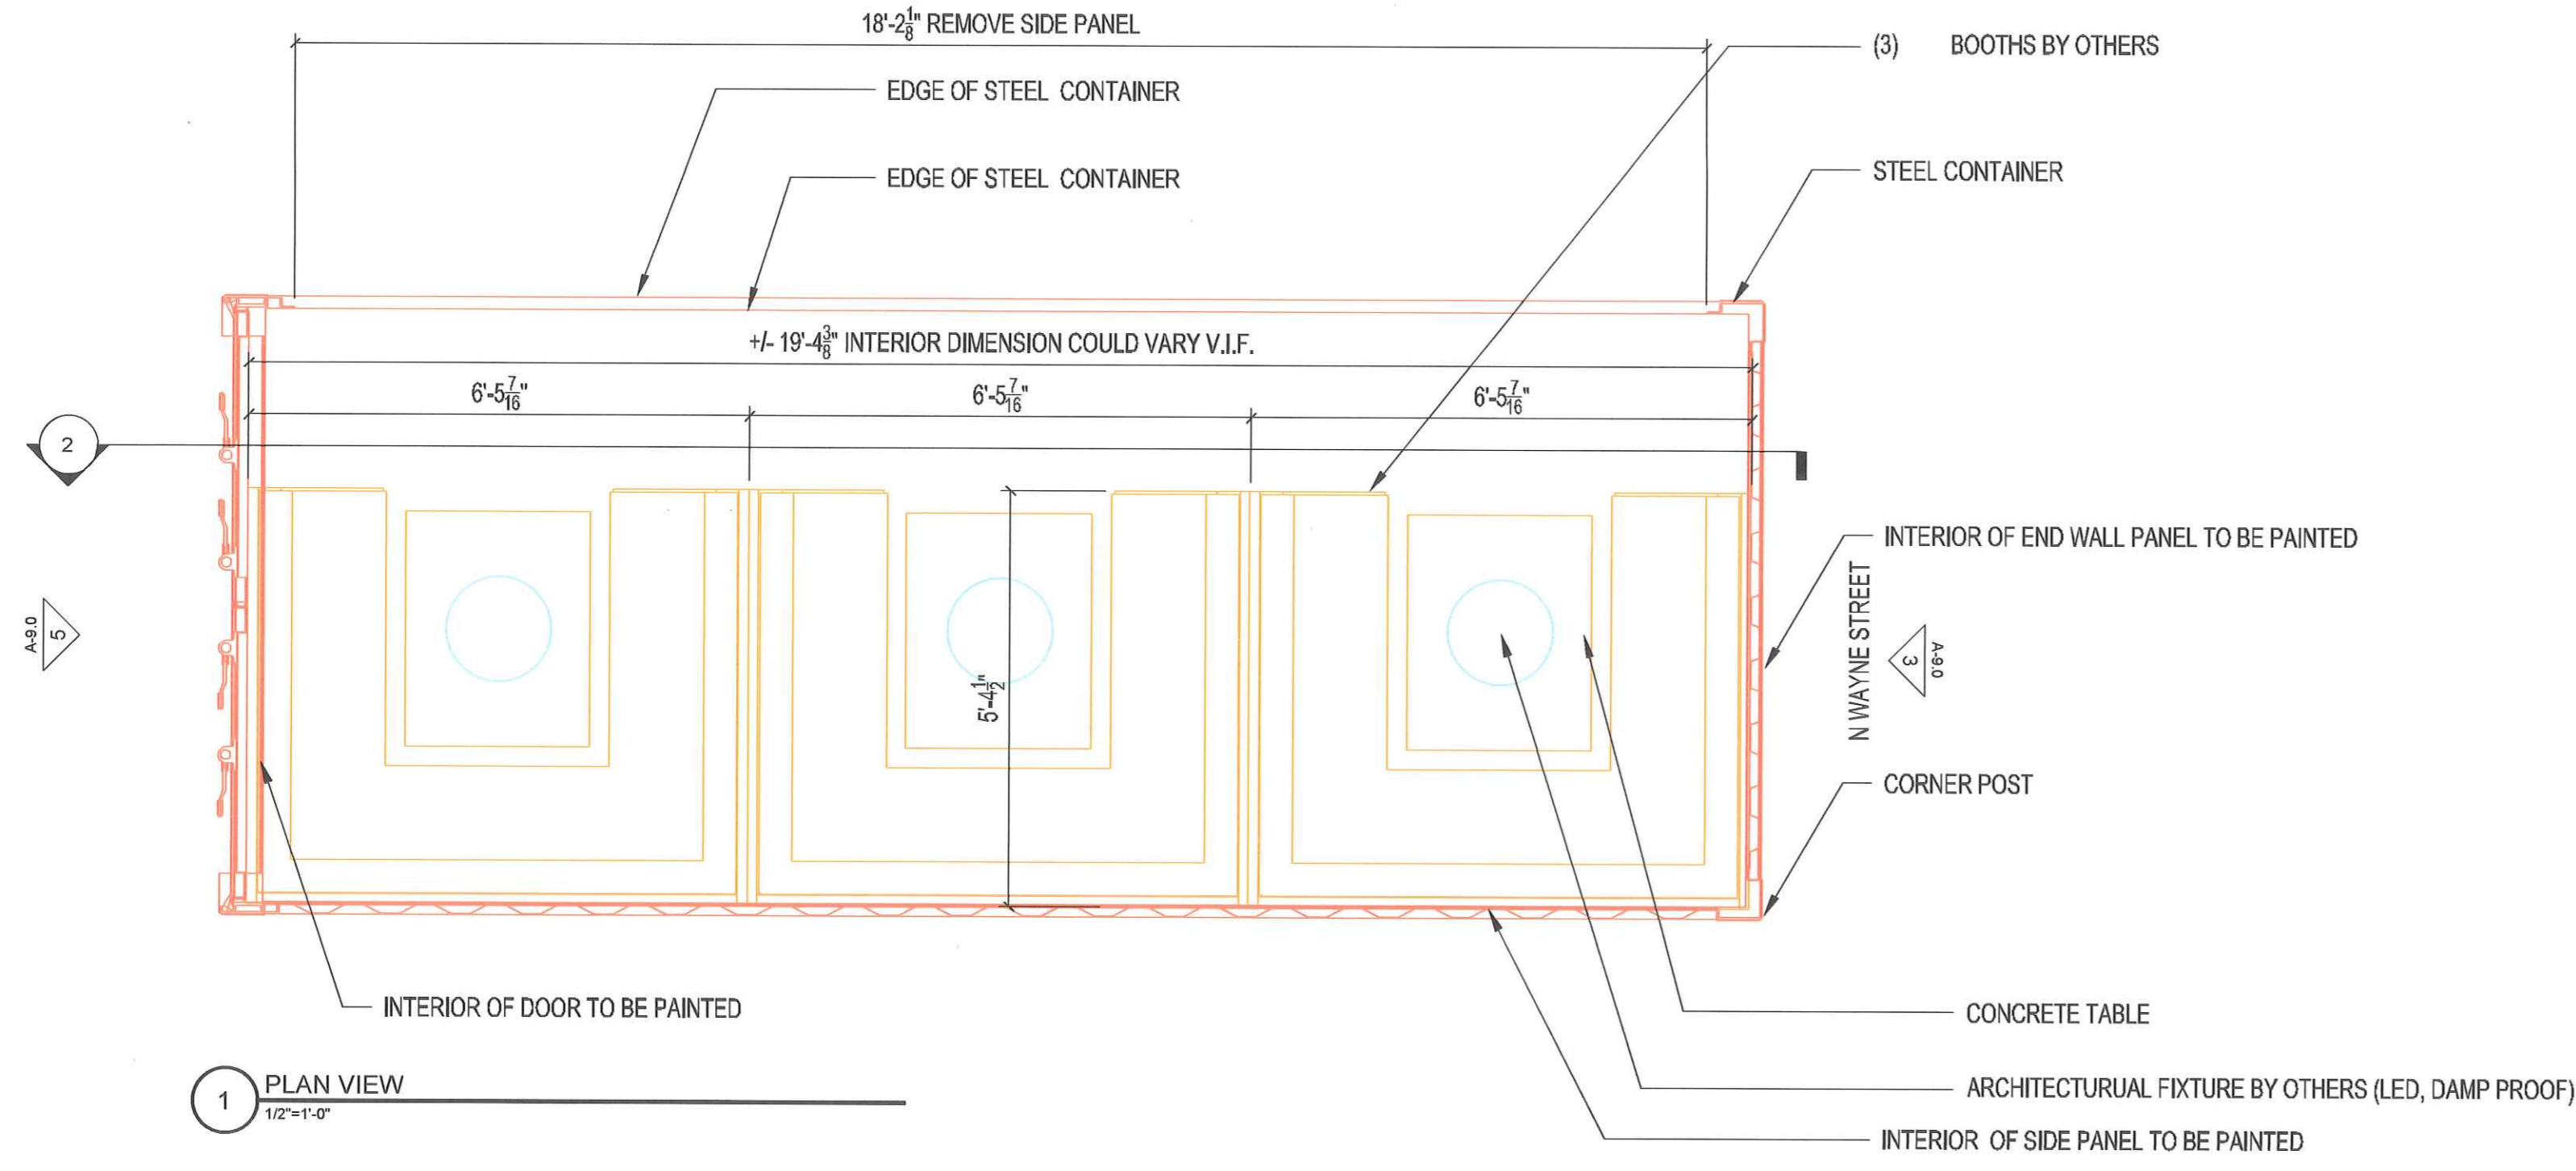 18'-2 1/8" REMOVE SIDE PANEL
(3) BOOTHS BY OTHERS
EDGE OF STEEL CONTAINER
EDGE OF STEEL CONTAINER
STEEL CONTAINER
+/- 19'-4 3/8" INTERIOR DIMENSION COULD VARY V.I.F.
6'-5 7/16"
6'-5 7/16"
6'-5 7/16"
2
INTERIOR OF END WALL PANEL TO BE PAINTED
A-9.0
5
N WAYNE STREET
3
A-9.0
5'-4 1/2"
CORNER POST
INTERIOR OF DOOR TO BE PAINTED
CONCRETE TABLE
1
PLAN VIEW
1/2"=1'-0"
ARCHITECTURUAL FIXTURE BY OTHERS (LED, DAMP PROOF)
INTERIOR OF SIDE PANEL TO BE PAINTED